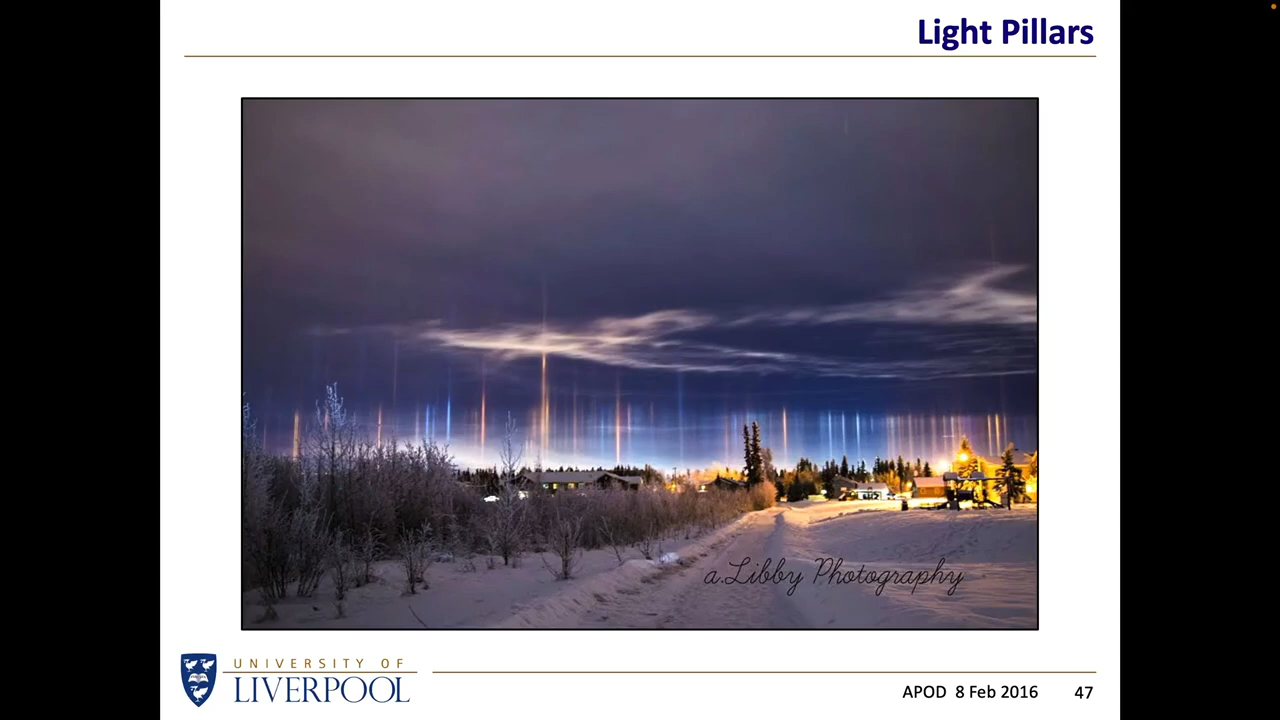 Light Pillars
a.Libby Photography
UNIVERSITY OF
LIVERPOOL
APOD 8 Feb 2016 47